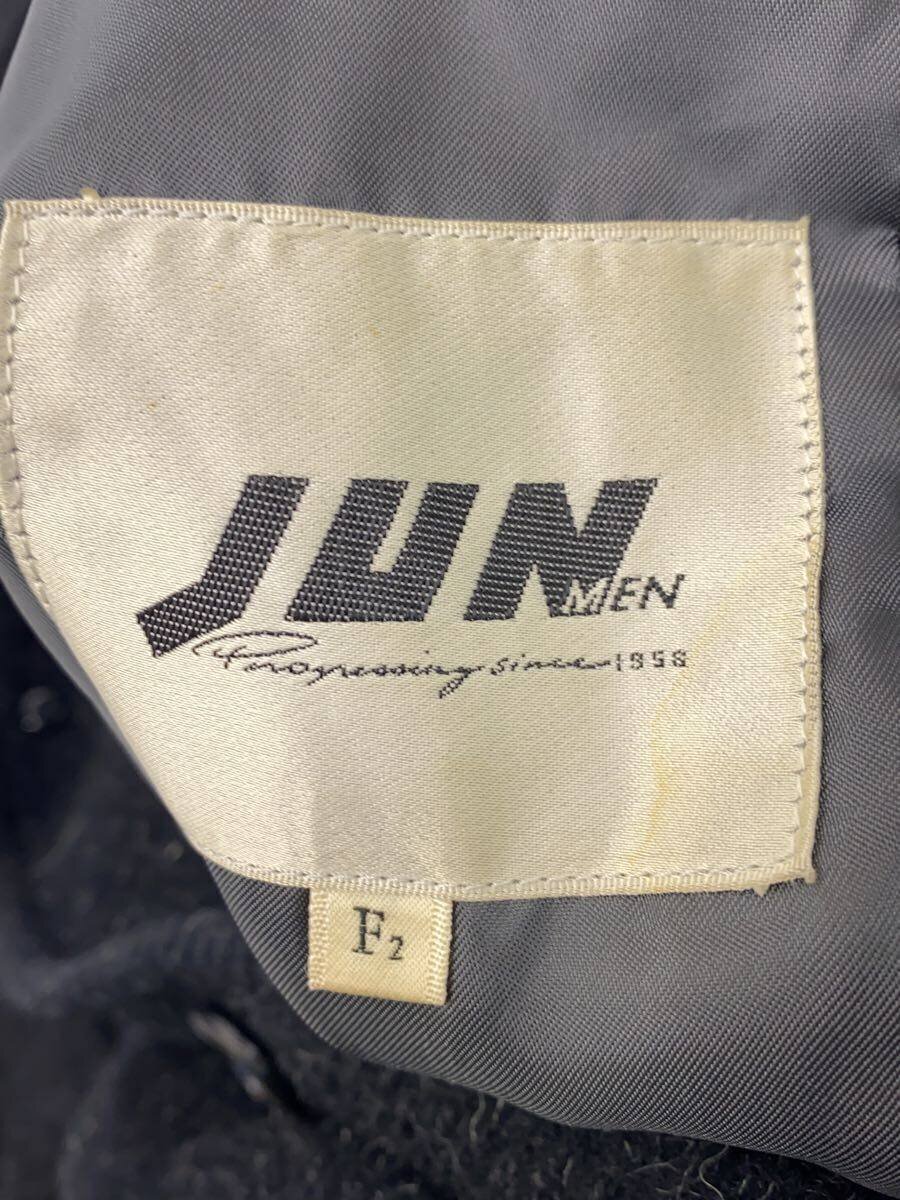 JUN MEN
Progressing since 1958
F2